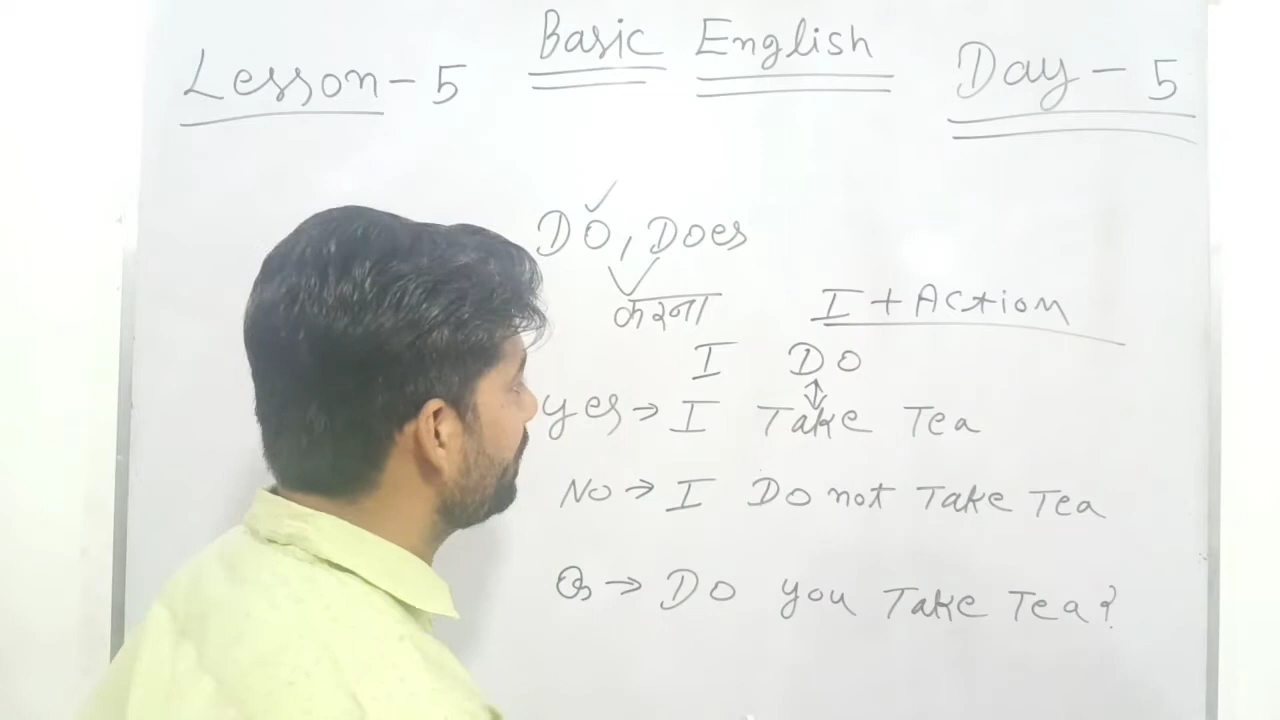 Lesson-5 Basic English Day-5
Do, Does
करना I + Action
I Do
Yes → I Take Tea
No → I Do not Take Tea
Q → Do you Take Tea?